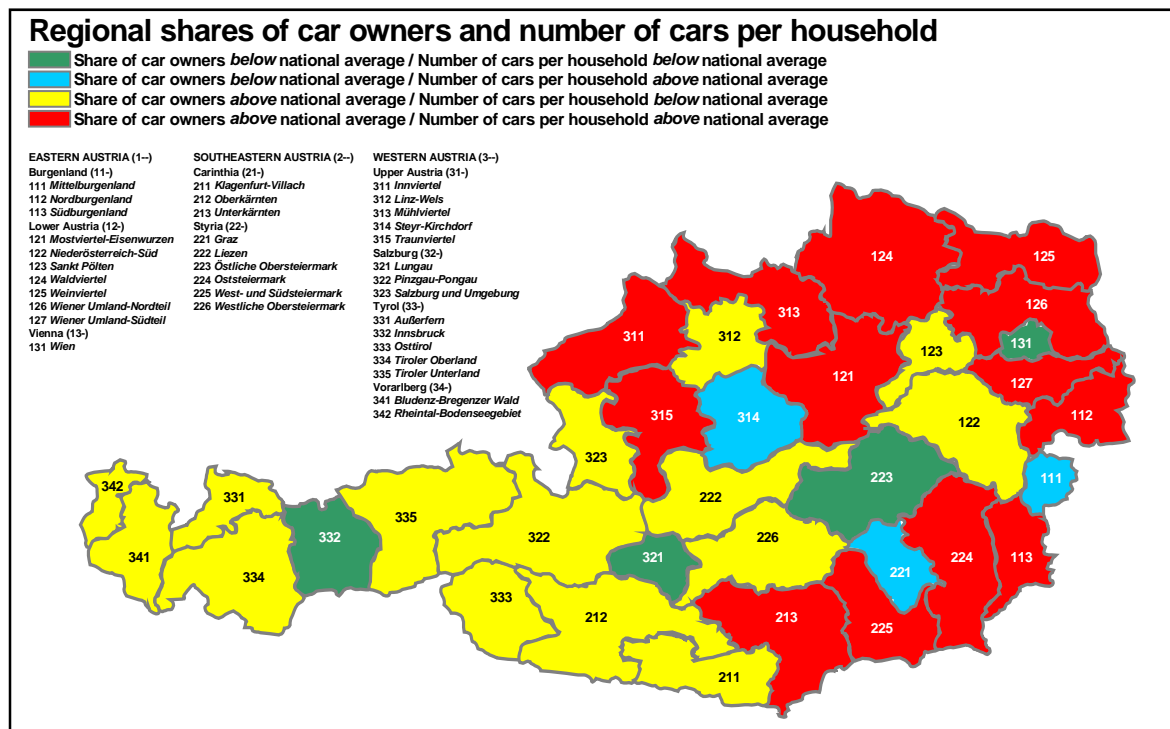 Regional shares of car owners and number of cars per household
Share of car owners below national average / Number of cars per household below national average
Share of car owners below national average / Number of cars per household above national average
Share of car owners above national average / Number of cars per household below national average
Share of car owners above national average / Number of cars per household above national average
EASTERN AUSTRIA (1--)
Burgenland (11-)
111 Mittelburgenland
112 Nordburgenland
113 Südburgenland
Lower Austria (12-)
121 Mostviertel-Eisenwurzen
122 Niederösterreich-Süd
123 Sankt Pölten
124 Waldviertel
125 Weinviertel
126 Wiener Umland-Nordteil
127 Wiener Umland-Südteil
Vienna (13-)
131 Wien
SOUTHEASTERN AUSTRIA (2--)
Carinthia (21-)
211 Klagenfurt-Villach
212 Oberkärnten
213 Unterkärnten
Styria (22-)
221 Graz
222 Liezen
223 Östliche Obersteiermark
224 Oststeiermark
225 West- und Südsteiermark
226 Westliche Obersteiermark
WESTERN AUSTRIA (3--)
Upper Austria (31-)
311 Innviertel
312 Linz-Wels
313 Mühlviertel
314 Steyr-Kirchdorf
315 Traunviertel
Salzburg (32-)
321 Lungau
322 Pinzgau-Pongau
323 Salzburg und Umgebung
Tyrol (33-)
331 Außerfern
332 Innsbruck
333 Osttirol
334 Tiroler Oberland
335 Tiroler Unterland
Vorarlberg (34-)
341 Bludenz-Bregenzer Wald
342 Rheintal-Bodenseegebiet
124
125
126
313
311
312
131
123
121
127
112
315
314
122
323
111
223
342
331
222
335
332
322
226
341
321
224
113
334
221
333
212
213
225
211